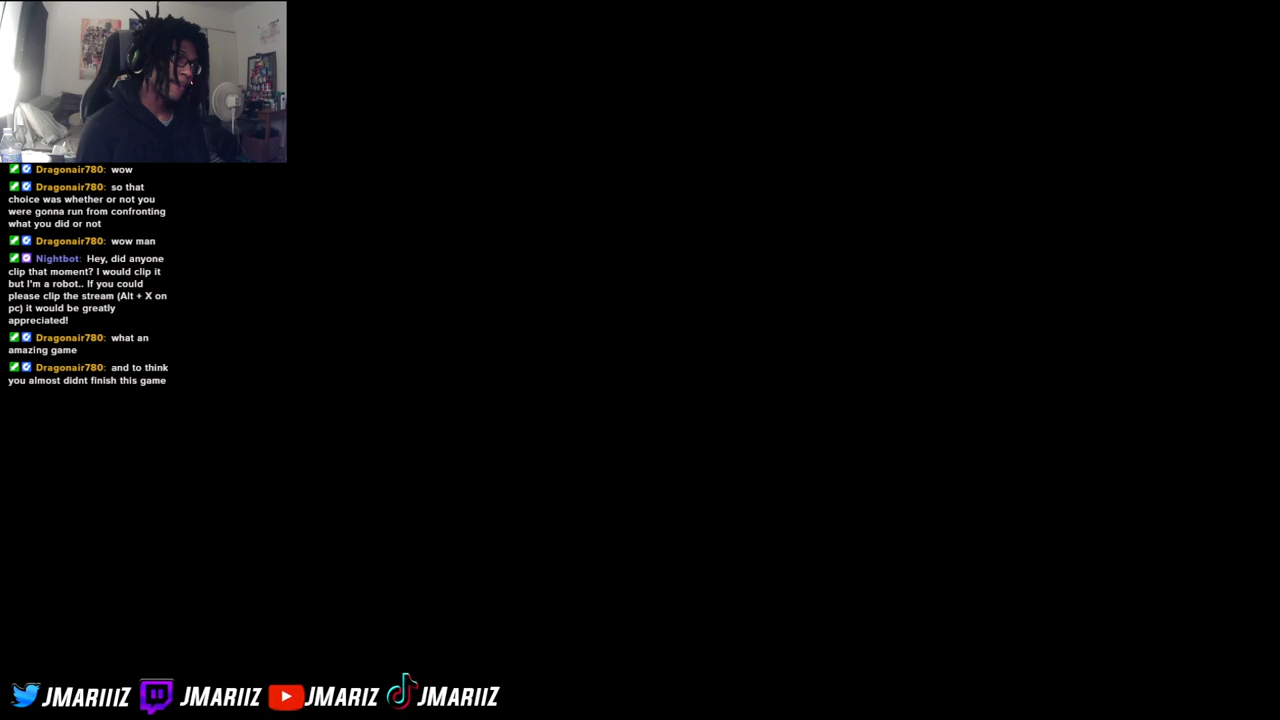 Dragonair780: wow
Dragonair780: so that
choice was whether or not you
were gonna run from confronting
what you did or not
Dragonair780: wow man
Nightbot: Hey, did anyone
clip that moment? I would clip it
but I'm a robot.. If you could
please clip the stream (Alt + X on
pc) it would be greatly
appreciated!
Dragonair780: what an
amazing game
Dragonair780: and to think
you almost didnt finish this game
JMARIIIZ JMARIIZ JMARIZ JMARIIZ